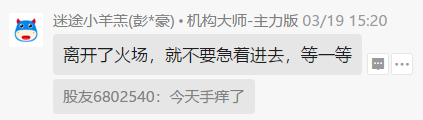 迷途小羊羔(彭*豪) • 机构大师-主力版 03/19 15:20
离开了火场，就不要急着进去，等一等
股友6802540：今天手痒了